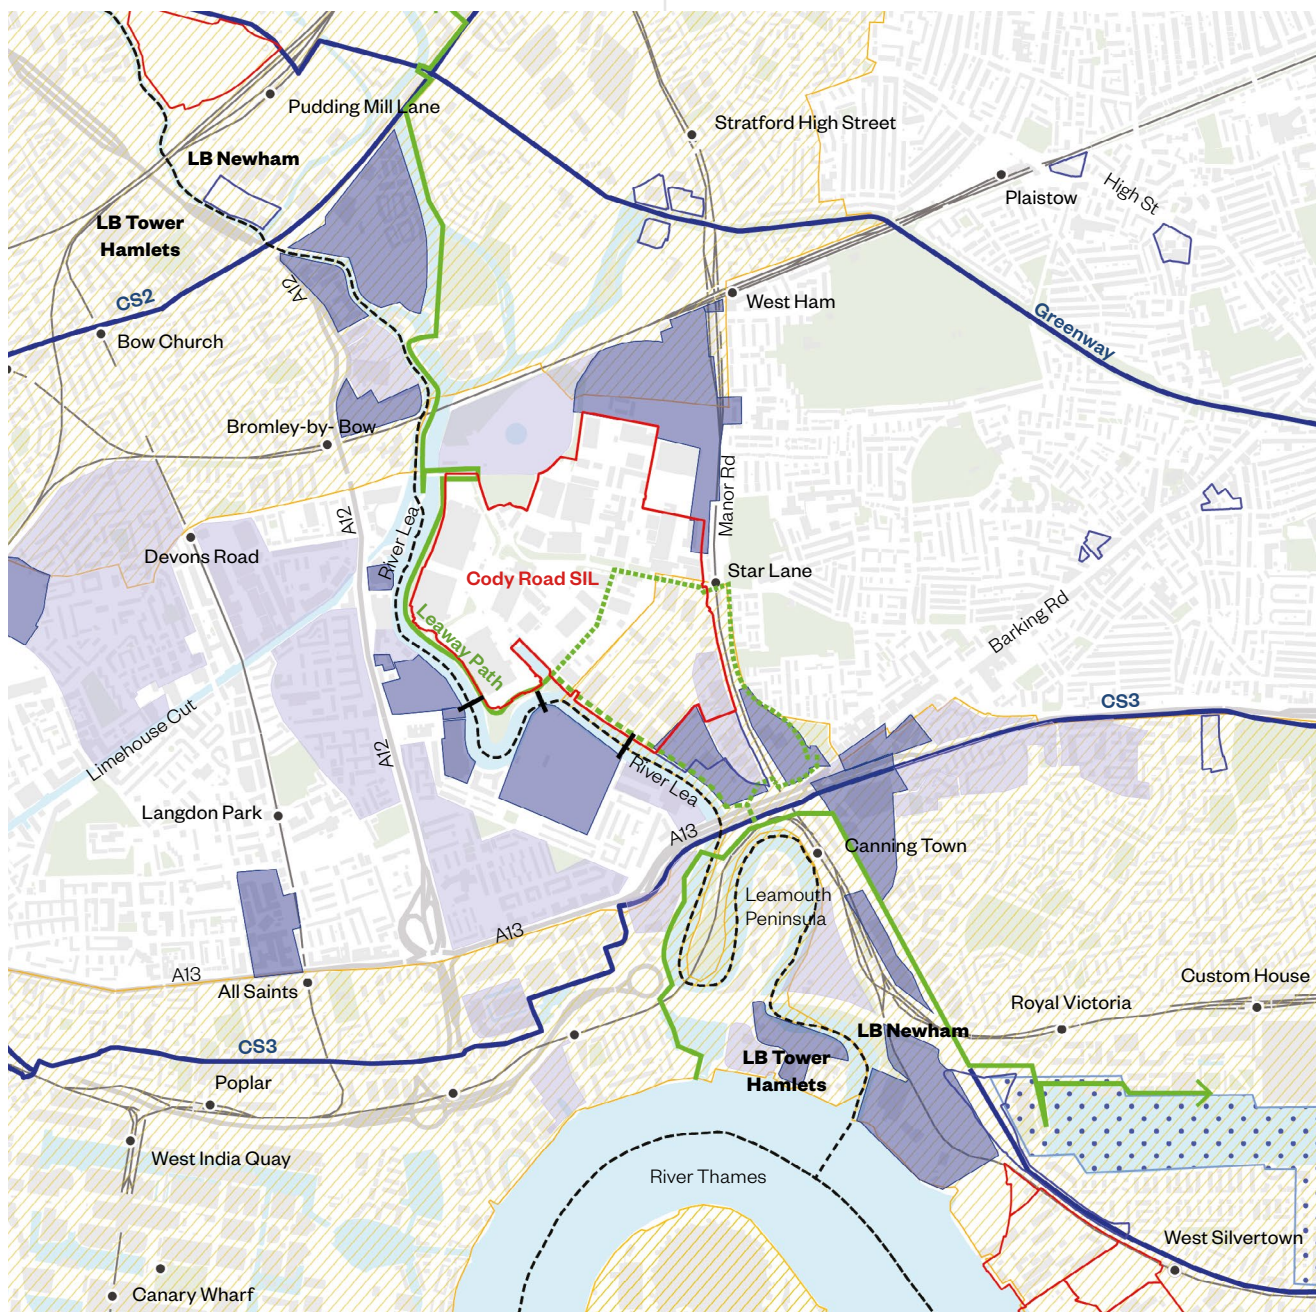 Pudding Mill Lane
Stratford High Street
LB Newham
Plaistow
High St
LB Tower
Hamlets
A12
CS2
West Ham
Bow Church
Greenway
Bromley-by- Bow
Manor Rd
A12
River Lea
Devons Road
Cody Road SIL
Star Lane
Leaway Path
Barking Rd
Limehouse Cut
CS3
A12
River Lea
Langdon Park
A13
Canning Town
Leamouth
Peninsula
A13
A13
All Saints
Custom House
Royal Victoria
LB Newham
CS3
LB Tower
Hamlets
Poplar
West India Quay
River Thames
West Silvertown
Canary Wharf